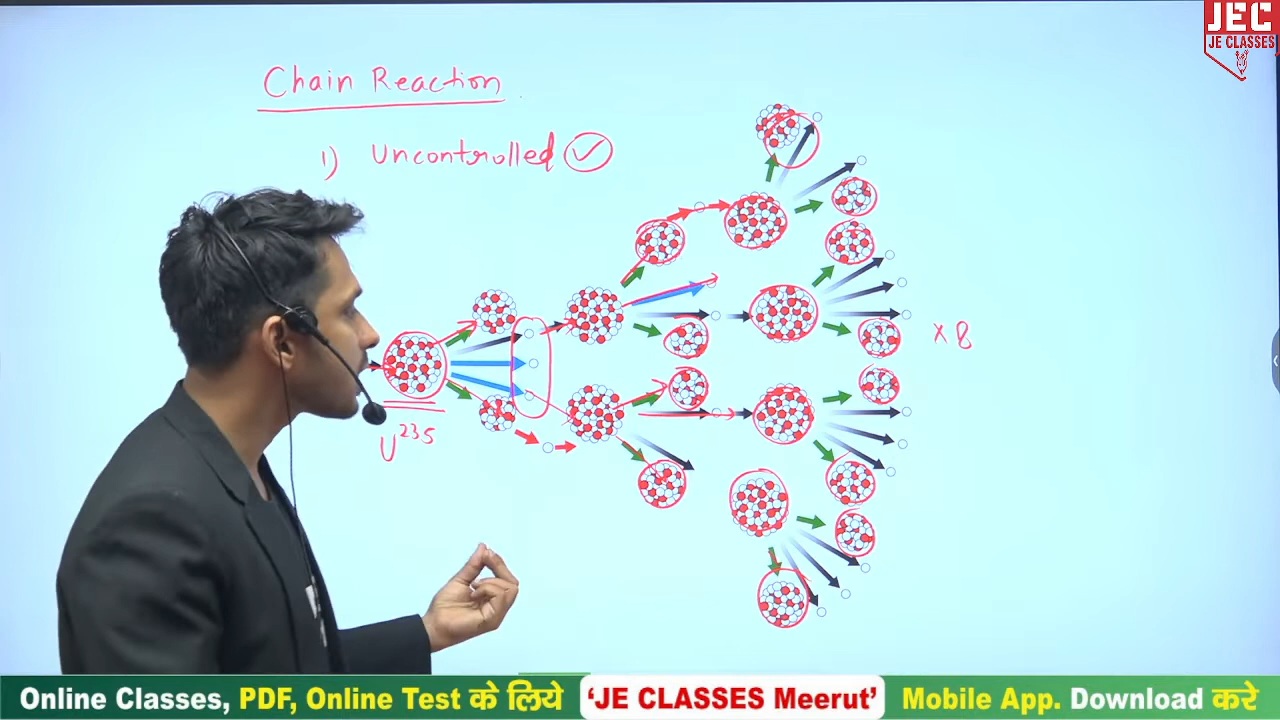 JEC
JE CLASSES
Chain Reaction
1) Uncontrolled
U²³⁵
× 8
Online Classes, PDF, Online Test के लिये 'JE CLASSES Meerut' Mobile App. Download करे